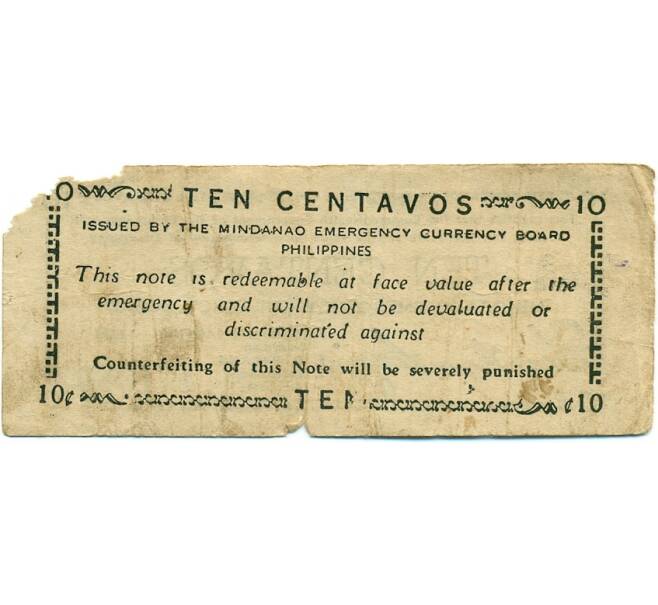 0 TEN CENTAVOS 10
ISSUED BY THE MINDANAO EMERGENCY CURRENCY BOARD
PHILIPPINES
This note is redeemable at face value after the
emergency and will not be devaluated or
discriminated against
Counterfeiting of this Note will be severely punished
10¢ TEN ¢10